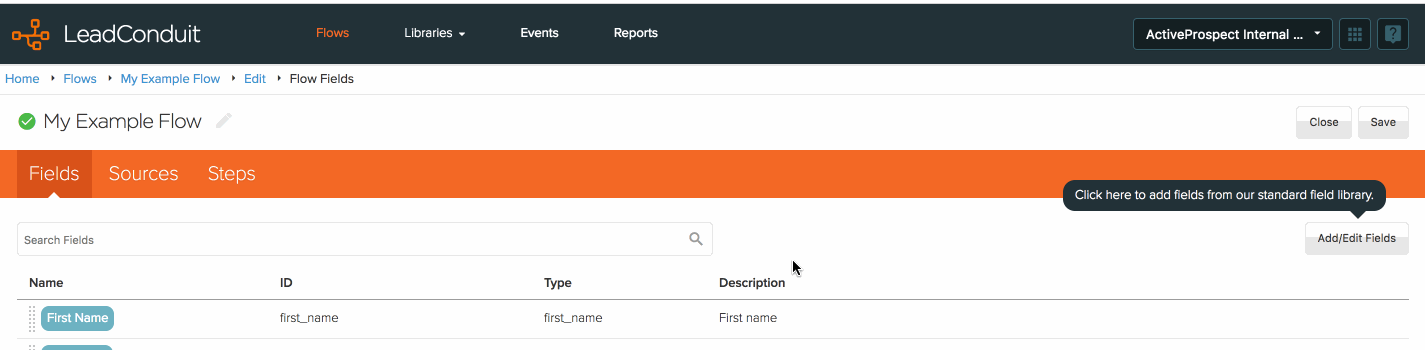 LeadConduit Flows Libraries Events Reports ActiveProspect Internal ...
Home Flows My Example Flow Edit Flow Fields
My Example Flow Close Save
Fields Sources Steps
Click here to add fields from our standard field library.
Search Fields Add/Edit Fields
Name ID Type Description
First Name first_name first_name First name